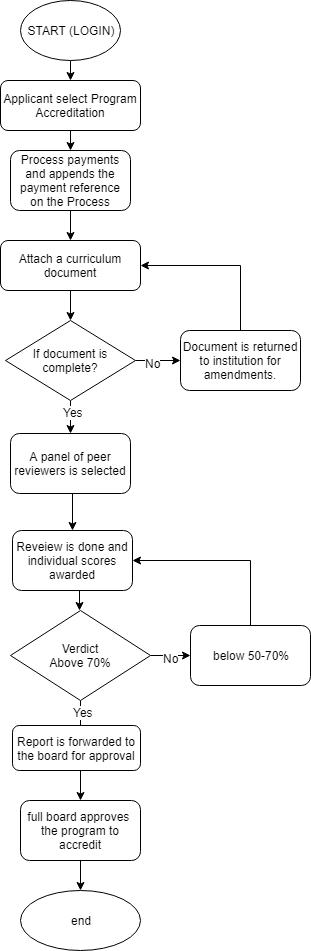 START (LOGIN)
Applicant select Program
Accreditation
Process payments
and appends the
payment reference
on the Process
Attach a curriculum
document
If document is
complete?
No
Document is returned
to institution for
amendments.
Yes
A panel of peer
reviewers is selected
Reveiew is done and
individual scores
awarded
Verdict
Above 70%
No
below 50-70%
Yes
Report is forwarded to
the board for approval
full board approves
the program to
accredit
end